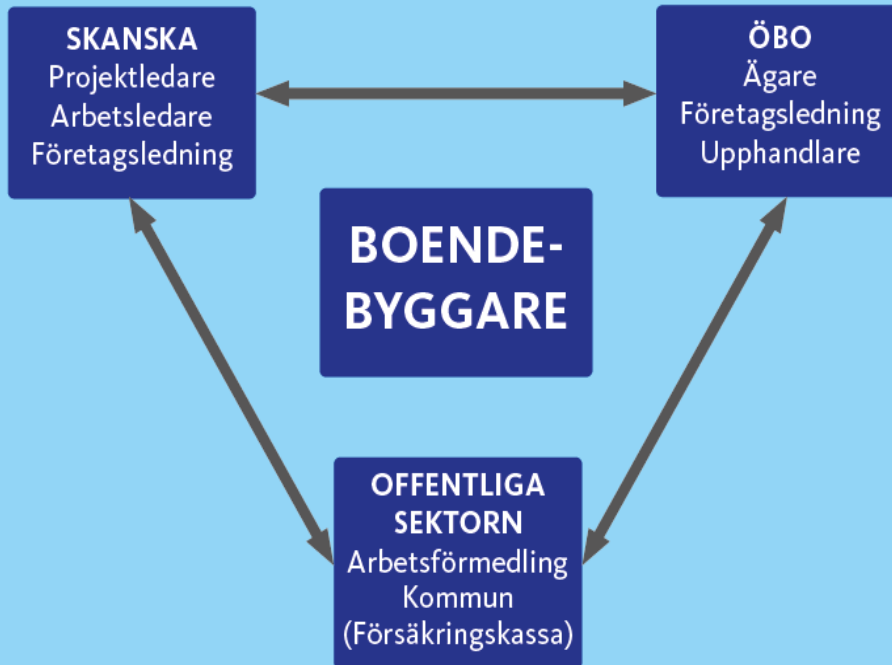 SKANSKA
Projektledare
Arbetsledare
Företagsledning
ÖBO
Ägare
Företagsledning
Upphandlare
BOENDE-
BYGGARE
OFFENTLIGA
SEKTORN
Arbetsförmedling
Kommun
(Försäkringskassa)